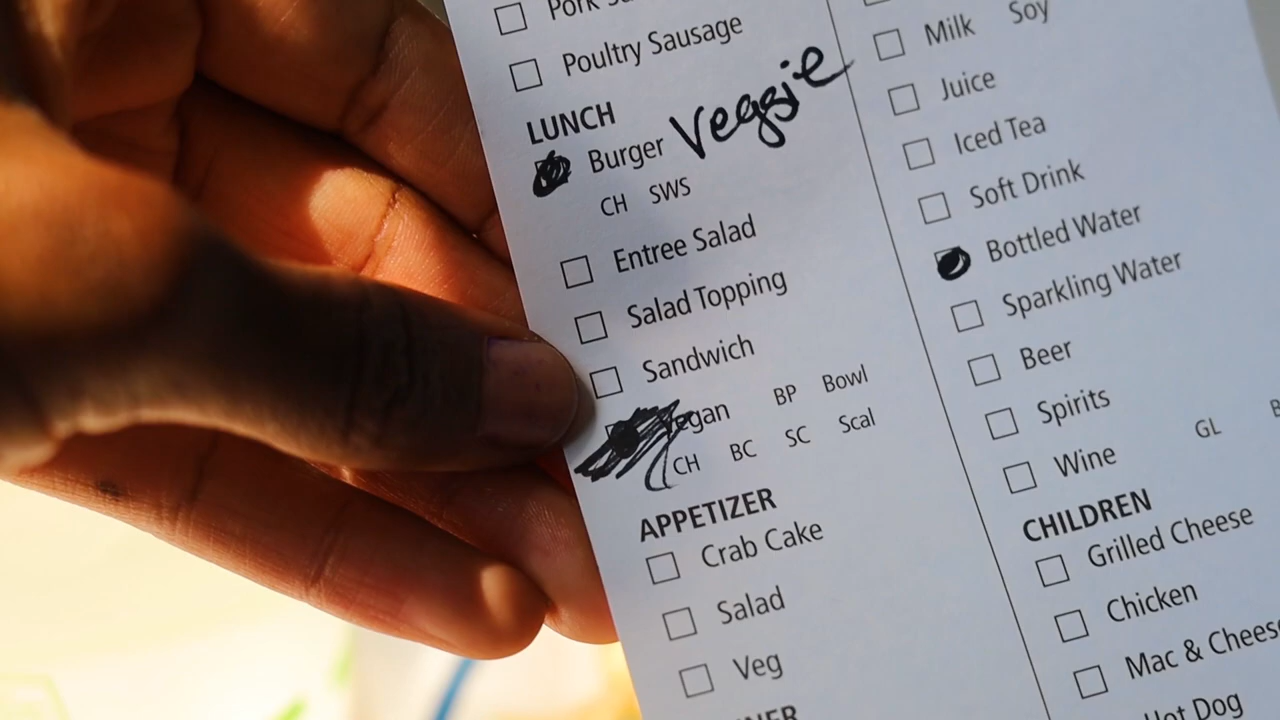 Pork
Poultry Sausage
LUNCH
Burger Veggie
CH SWS
Entree Salad
Salad Topping
Sandwich
Vegan BP Bowl
CH BC SC Scal
APPETIZER
Crab Cake
Salad
Veg
Milk Soy
Juice
Iced Tea
Soft Drink
Bottled Water
Sparkling Water
Beer
Spirits
Wine GL
CHILDREN
Grilled Cheese
Chicken
Mac & Cheese
Hot Dog